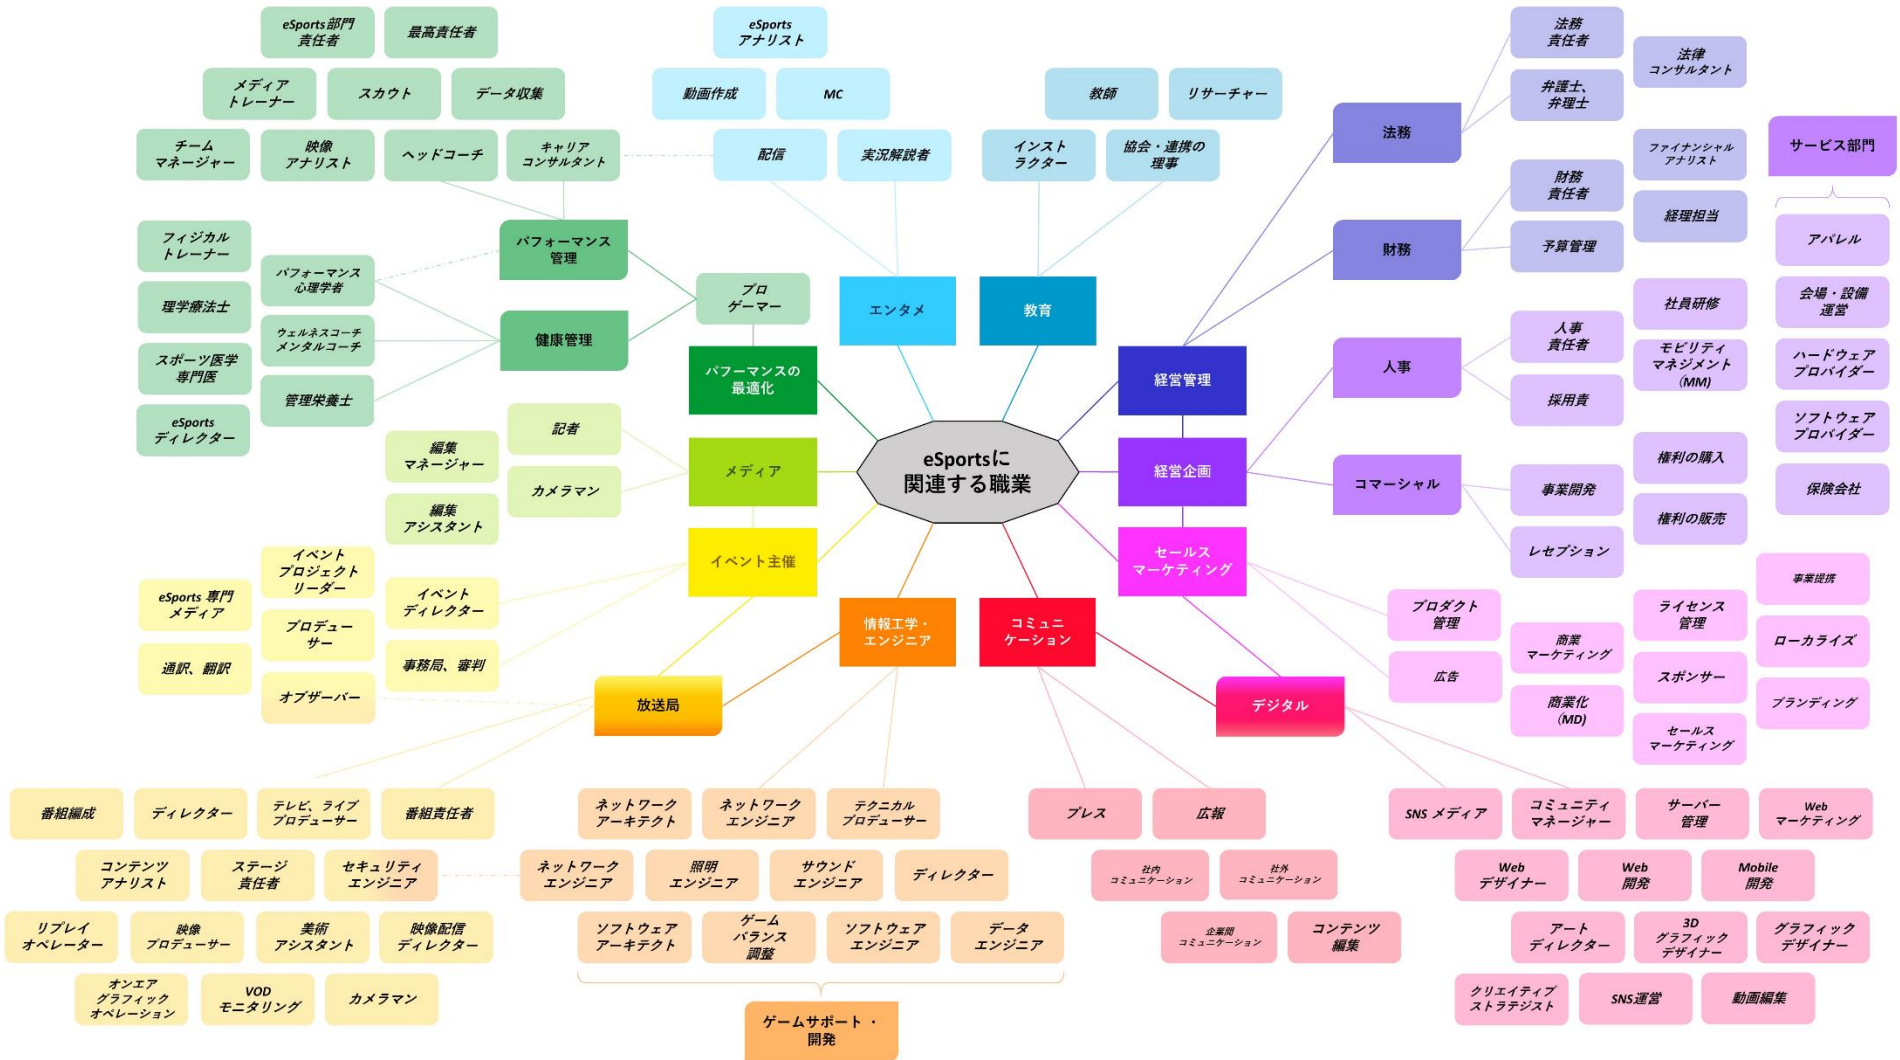 eSports部門
責任者
最高責任者
メディア
トレーナー
スカウト
データ収集
チーム
マネージャー
映像
アナリスト
ヘッドコーチ
キャリア
コンサルタント
フィジカル
トレーナー
パフォーマンス
心理学者
理学療法士
ウェルネスコーチ
メンタルコーチ
スポーツ医学
専門医
管理栄養士
eSports
ディレクター
パフォーマンス
管理
健康管理
プロ
ゲーマー
パフォーマンスの
最適化
eSports
アナリスト
動画作成
MC
配信
実況解説者
エンタメ
教師
リサーチャー
インスト
ラクター
協会・連携の
理事
教育
法務
責任者
法律
コンサルタント
弁護士、
弁理士
法務
ファイナンシャル
アナリスト
財務
責任者
経理担当
予算管理
財務
経営管理
サービス部門
アパレル
会場・設備
運営
ハードウェア
プロバイダー
ソフトウェア
プロバイダー
保険会社
社員研修
人事
責任者
モビリティ
マネジメント
(MM)
採用責
人事
権利の購入
事業開発
権利の販売
レセプション
コマーシャル
経営企画
eSportsに
関連する職業
メディア
記者
編集
マネージャー
カメラマン
編集
アシスタント
イベント主催
イベント
プロジェクト
リーダー
eSports 専門
メディア
イベント
ディレクター
プロデュー
サー
通訳、翻訳
事務局、審判
オブザーバー
放送局
情報工学・
エンジニア
コミュニ
ケーション
セールス
マーケティング
デジタル
プロダクト
管理
広告
商業
マーケティング
商業化
(MD)
ライセンス
管理
スポンサー
セールス
マーケティング
事業提携
ローカライズ
ブランディング
番組編成
ディレクター
テレビ、ライブ
プロデューサー
番組責任者
コンテンツ
アナリスト
ステージ
責任者
セキュリティ
エンジニア
リプレイ
オペレーター
映像
プロデューサー
美術
アシスタント
映像配信
ディレクター
オンエア
グラフィック
オペレーション
VOD
モニタリング
カメラマン
ネットワーク
アーキテクト
ネットワーク
エンジニア
テクニカル
プロデューサー
ネットワーク
エンジニア
照明
エンジニア
サウンド
エンジニア
ディレクター
ソフトウェア
アーキテクト
ゲーム
バランス
調整
ソフトウェア
エンジニア
データ
エンジニア
ゲームサポート・
開発
プレス
広報
社内
コミュニケーション
社外
コミュニケーション
企業間
コミュニケーション
コンテンツ
編集
SNS メディア
コミュニティ
マネージャー
サーバー
管理
Web
マーケティング
Web
デザイナー
Web
開発
Mobile
開発
アート
ディレクター
3D
グラフィック
デザイナー
グラフィック
デザイナー
クリエイティブ
ストラテジスト
SNS運営
動画編集